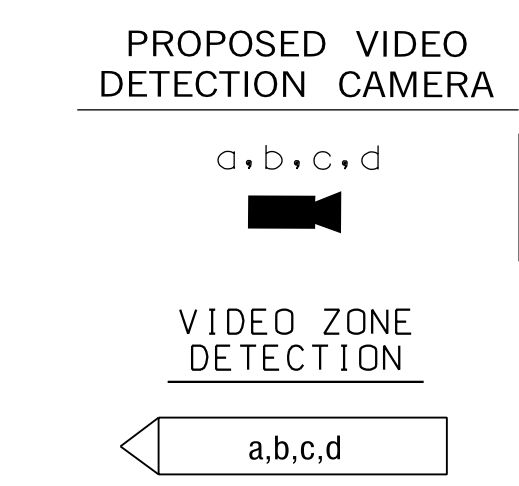 PROPOSED VIDEO
DETECTION CAMERA
a,b,c,d
VIDEO ZONE
DETECTION
a,b,c,d